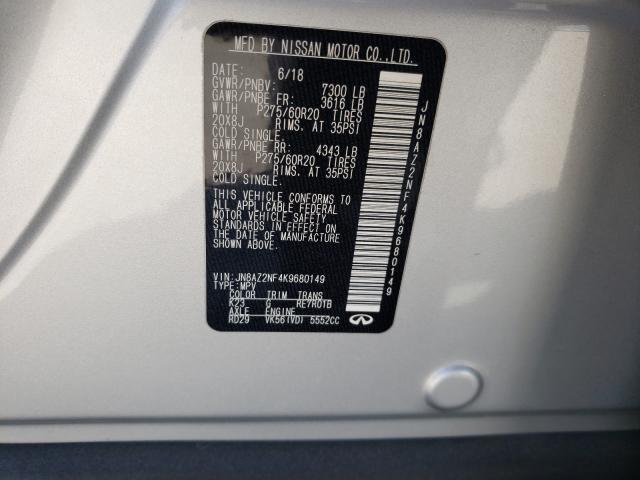 MFD BY NISSAN MOTOR CO.,LTD.
DATE: 6/18
GVWR/PNBV: 7300 LB
GAWR/PNBE FR: 3616 LB
WITH P275/60R20 TIRES
20X8J RIMS. AT 35PSI
COLD SINGLE.
GAWR/PNBE RR: 4343 LB
WITH P275/60R20 TIRES
20X8J RIMS. AT 35PSI
COLD SINGLE.
THIS VEHICLE CONFORMS TO
ALL APPLICABLE FEDERAL
MOTOR VEHICLE SAFETY
STANDARDS IN EFFECT ON
THE DATE OF MANUFACTURE
SHOWN ABOVE.
VIN: JN8AZ2NF4K9680149
TYPE: MPV
COLOR TRIM TRANS
K23 G RE7R01B
AXLE ENGINE
RD29 VK56(VD) 5552CC
JN8AZ2NF4K9680149